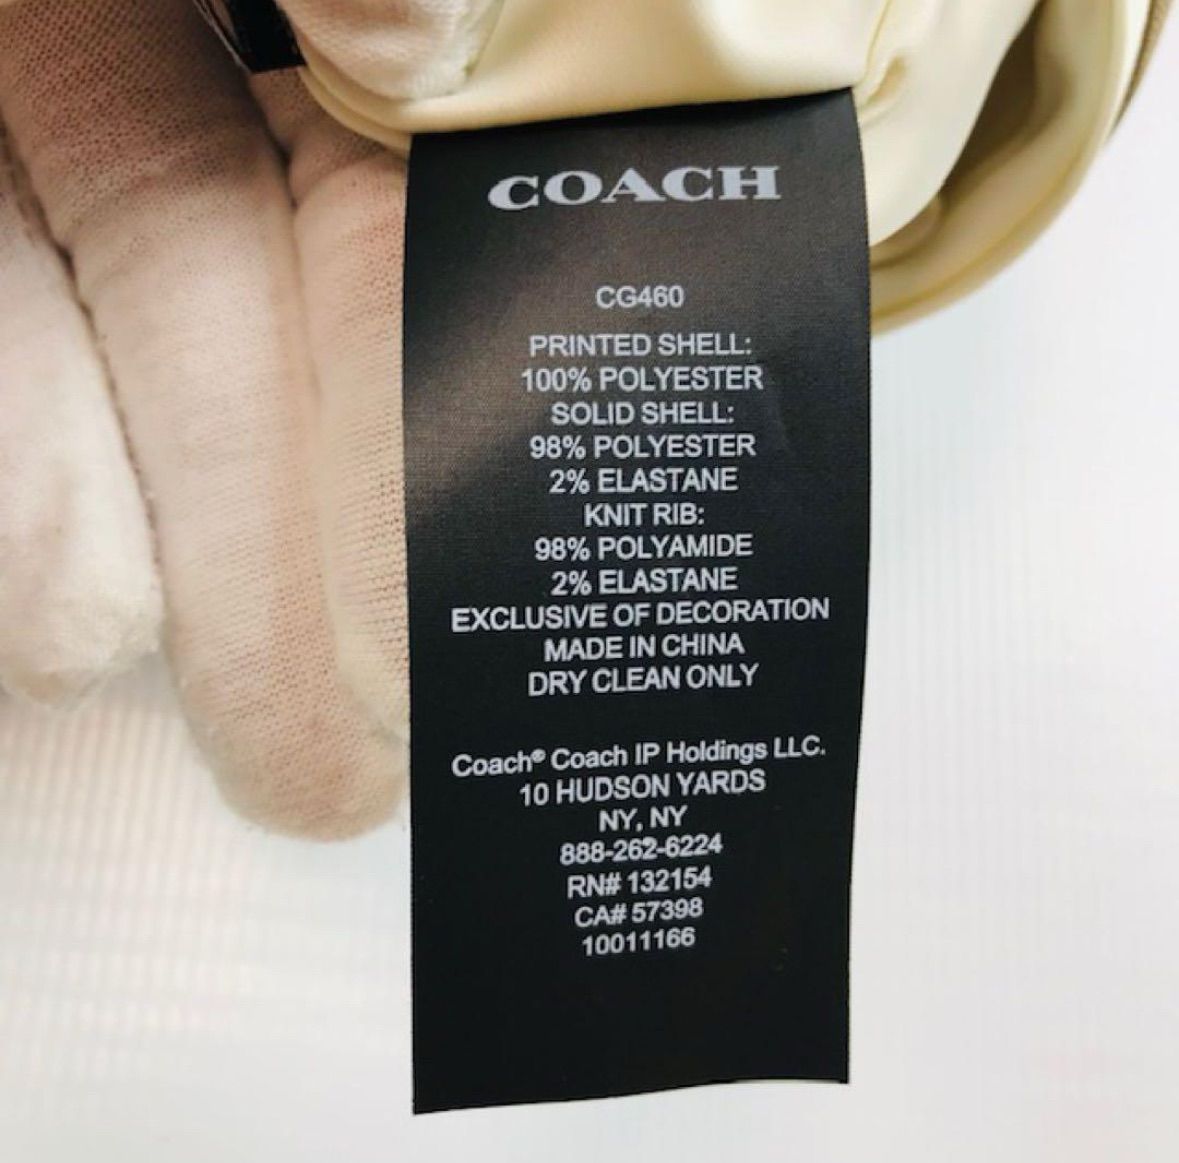 COACH
CG460
PRINTED SHELL:
100% POLYESTER
SOLID SHELL:
98% POLYESTER
2% ELASTANE
KNIT RIB:
98% POLYAMIDE
2% ELASTANE
EXCLUSIVE OF DECORATION
MADE IN CHINA
DRY CLEAN ONLY
Coach® Coach IP Holdings LLC.
10 HUDSON YARDS
NY, NY
888-262-6224
RN# 132154
CA# 57398
10011166